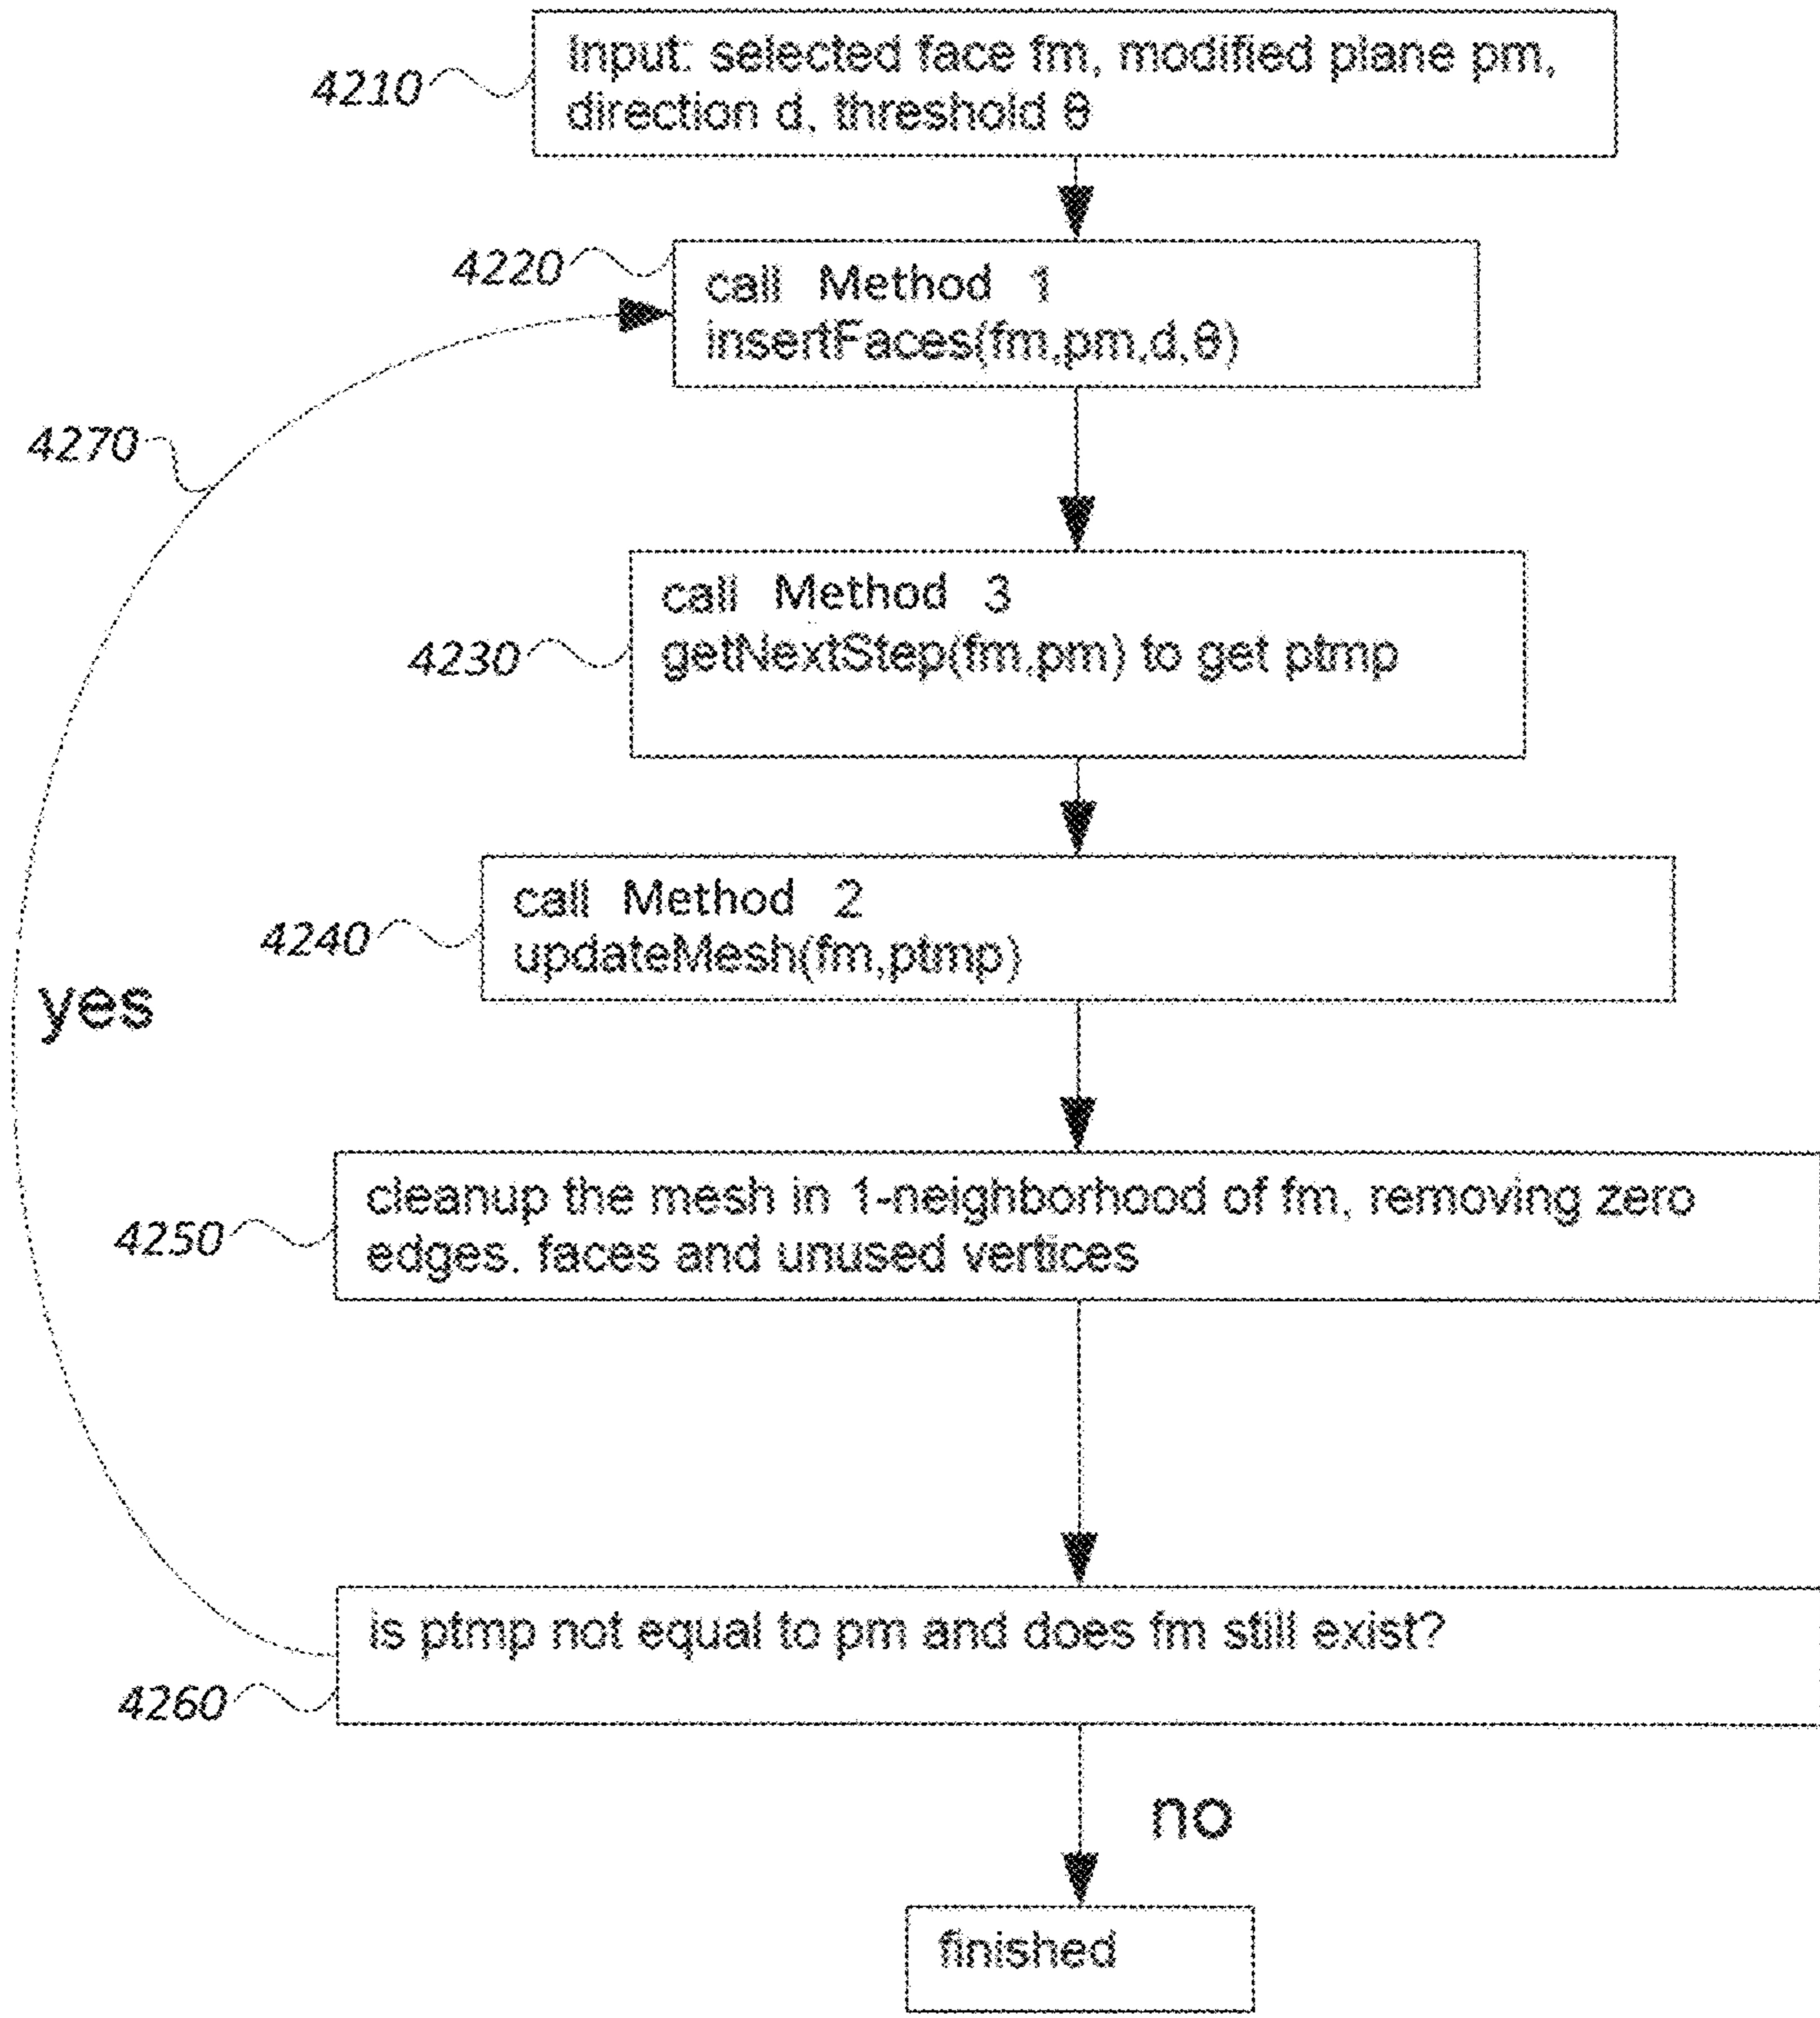 4210
Input: selected face fm, modified plane pm,
direction d, threshold θ
4220
call Method 1
insertFaces(fm,pm,d,θ)
4270
4230
call Method 3
getNextStep(fm,pm) to get ptmp
4240
call Method 2
updateMesh(fm,ptmp)
yes
4250
cleanup the mesh in 1-neighborhood of fm, removing zero
edges. faces and unused vertices
4260
is ptmp not equal to pm and does fm still exist?
no
finished